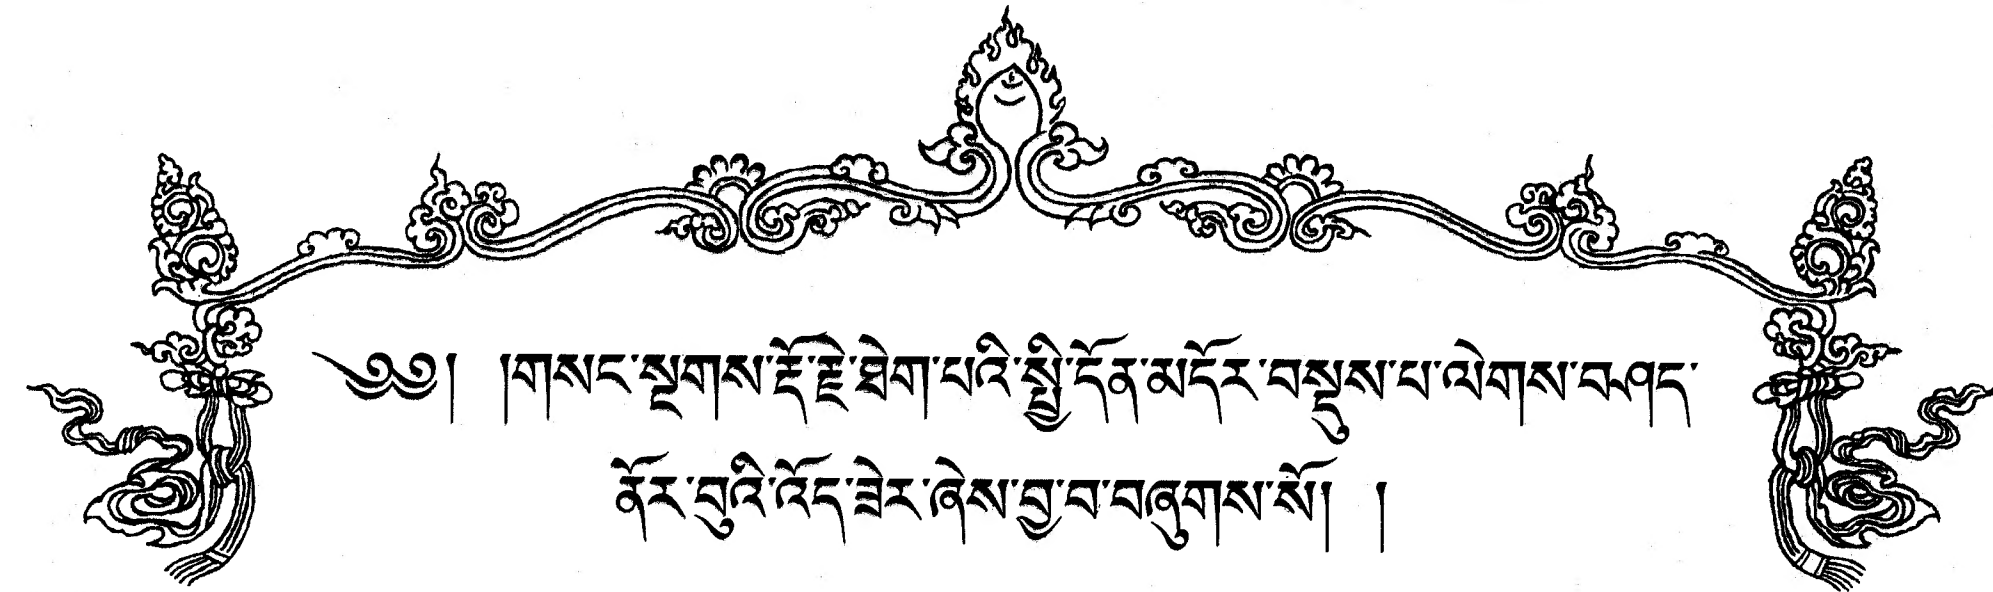 ༄༅། །གསང་སྔགས་རྡོ་རྗེ་ཐེག་པའི་སྤྱི་དོན་མདོར་བསྡུས་པ་ལེགས་བཤད་
ནོར་བུའི་འོད་ཟེར་ཞེས་བྱ་བ་བཞུགས་སོ། །